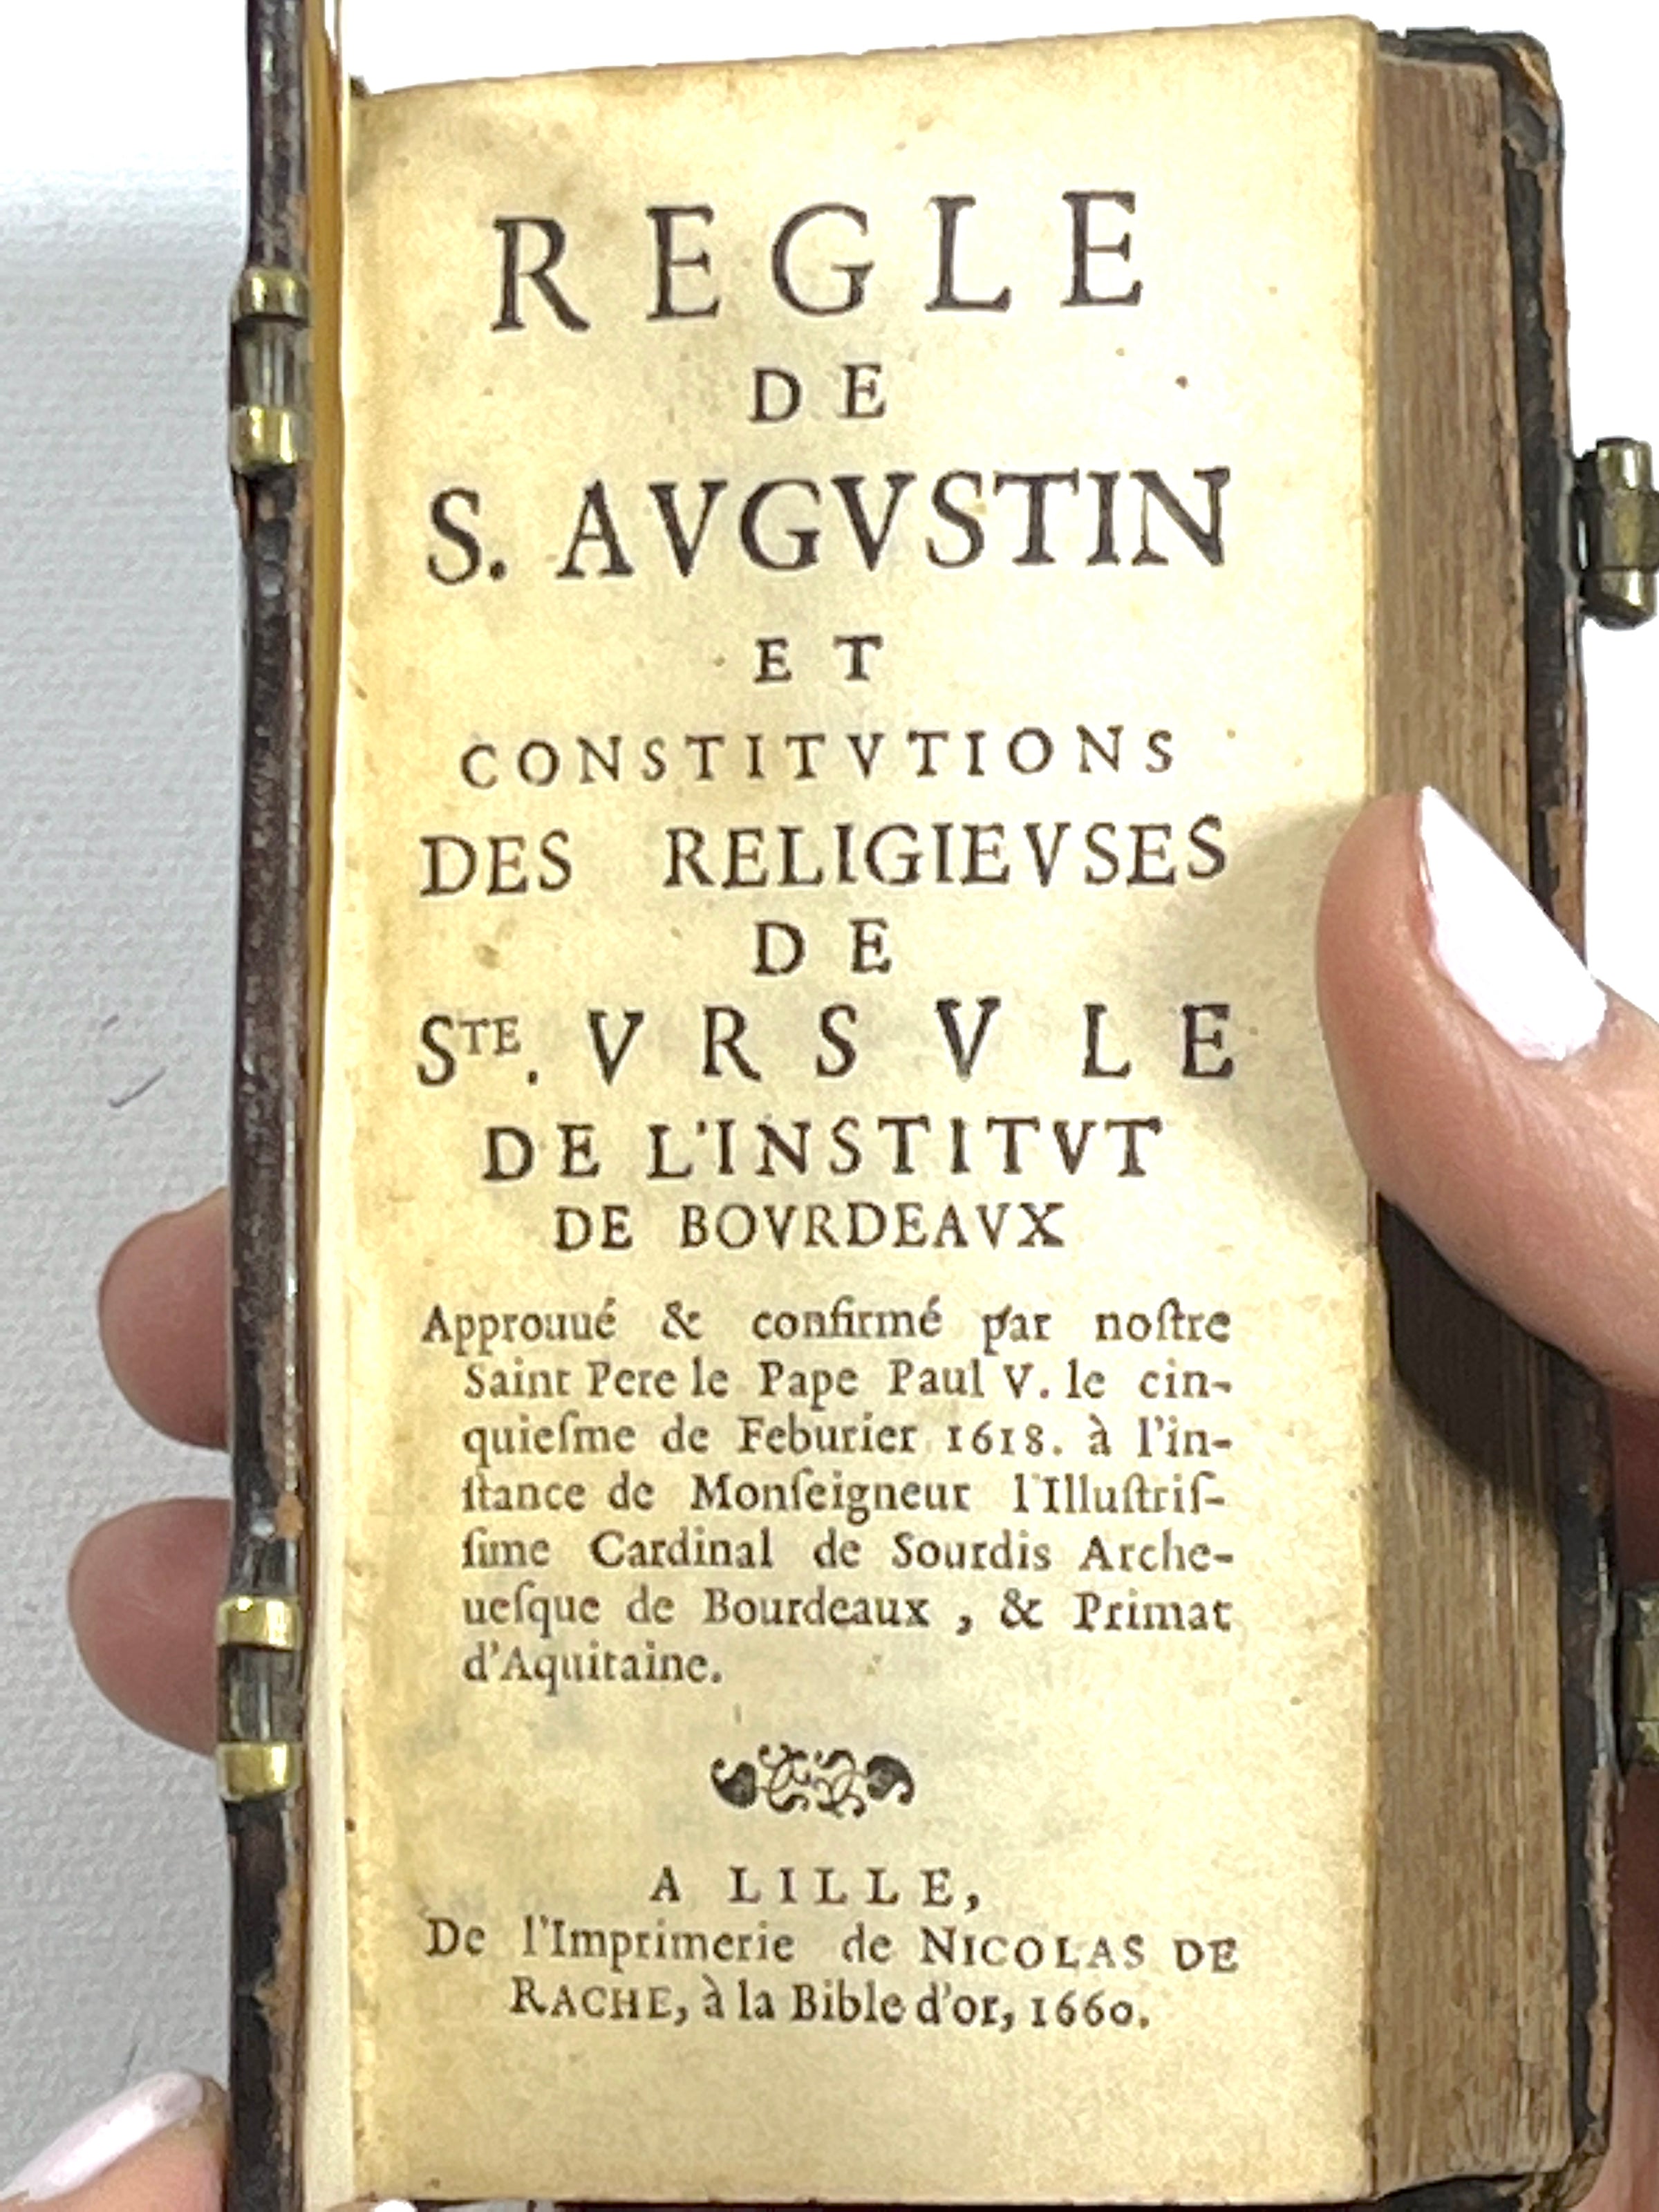 REGLE
DE
S. AVGVSTIN
ET
CONSTITVTIONS
DES RELIGIEVSES
DE
STE. VRSVLE
DE L'INSTITVT
DE BOVRDEAVX
Approuué & confirmé par noſtre
Saint Pere le Pape Paul V. le cin-
quieſme de Feburier 1618. à l'in-
ſtance de Monſeigneur l'Illuſtriſ-
ſime Cardinal de Sourdis Arche-
ueſque de Bourdeaux , & Primat
d'Aquitaine.
A LILLE,
De l'Imprimerie de NICOLAS DE
RACHE, à la Bible d'or, 1660.